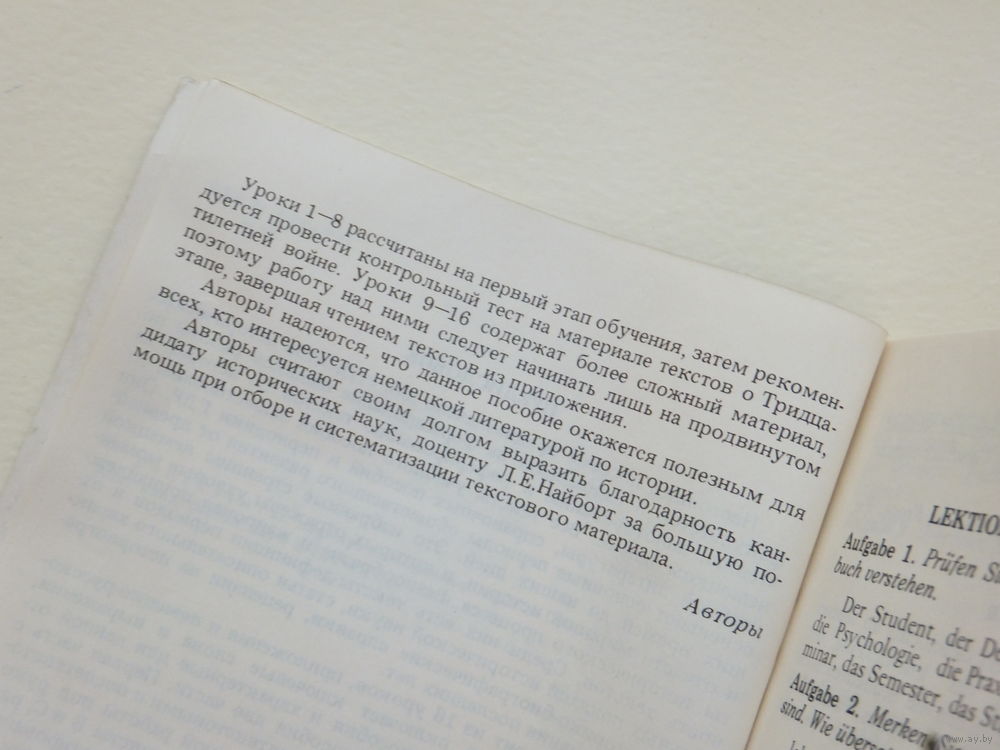 Уроки 1—8 рассчитаны на первый этап обучения, затем рекомен-
дуется провести контрольный тест на материале текстов о Тридца-
тилетней войне. Уроки 9—16 содержат более сложный материал,
поэтому работу над ними следует начинать лишь на продвинутом
этапе, завершая чтением текстов из приложения.
Авторы надеются, что данное пособие окажется полезным для
всех, кто интересуется немецкой литературой по истории.
Авторы считают своим долгом выразить благодарность кан-
дидату исторических наук, доценту Л.Е.Найборт за большую по-
мощь при отборе и систематизации текстового материала.
Авторы
LEKTIO
Aufgabe 1. Prüfen
buch verstehen.
Der Student, der
die Psychologie, die
minar, das Semester, das
Aufgabe 2. Merken
sind. Wie
www.ay.by